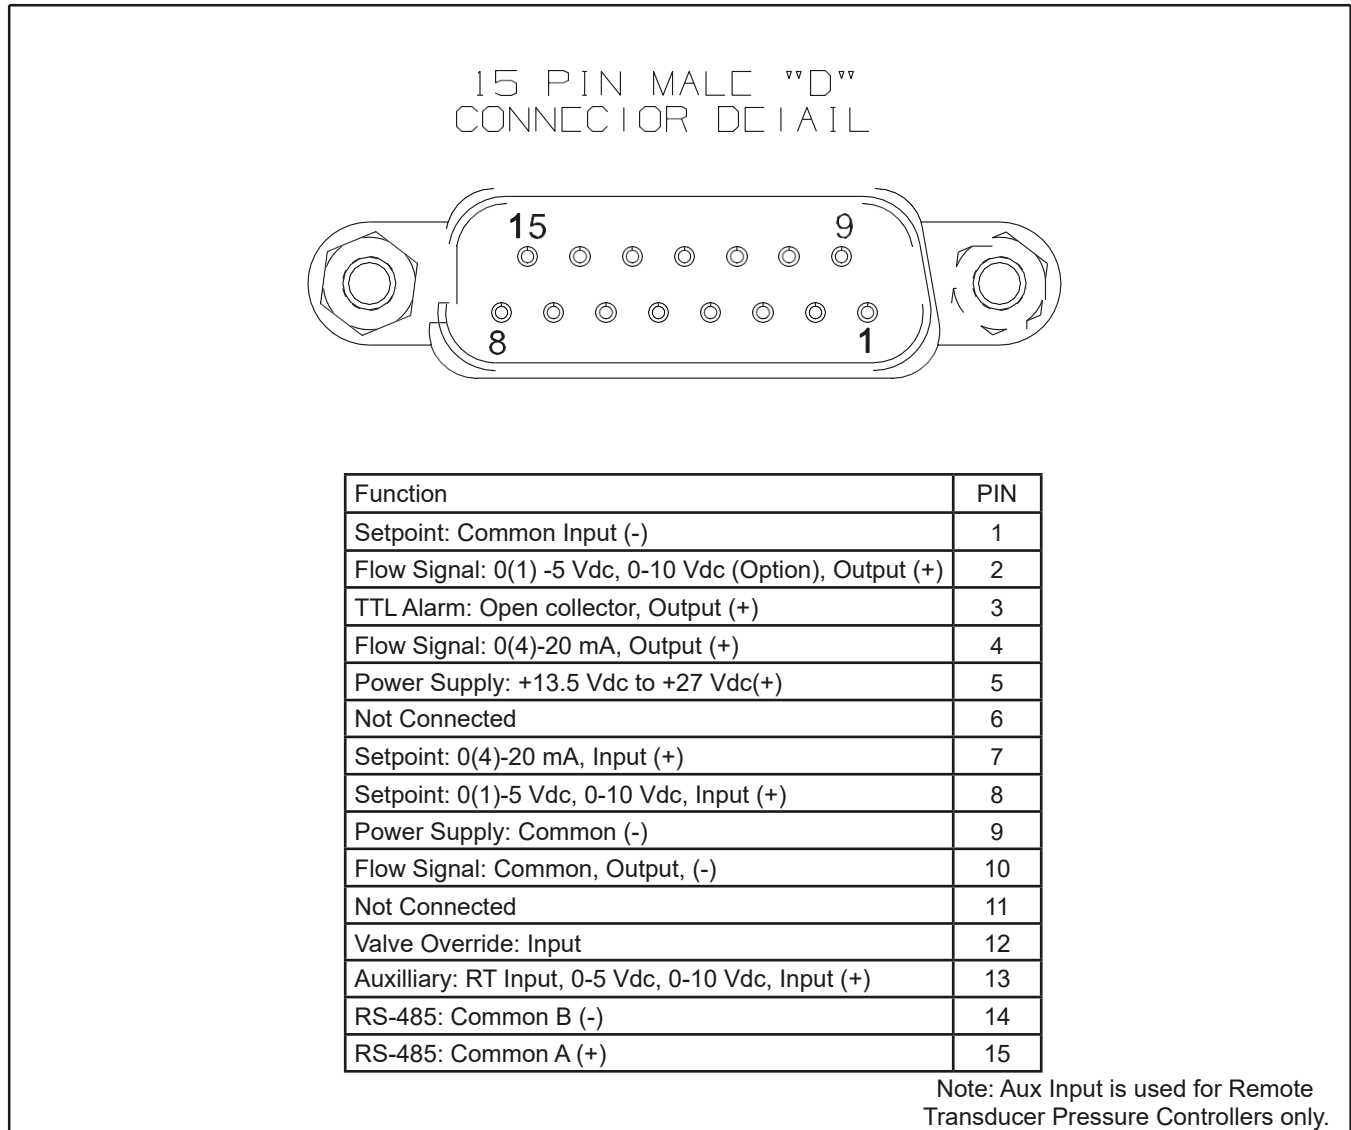 15 PIN MALE "D"
CONNECTOR DETAIL
15 9
8 1
Function PIN
Setpoint: Common Input (-) 1
Flow Signal: 0(1) -5 Vdc, 0-10 Vdc (Option), Output (+) 2
TTL Alarm: Open collector, Output (+) 3
Flow Signal: 0(4)-20 mA, Output (+) 4
Power Supply: +13.5 Vdc to +27 Vdc(+) 5
Not Connected 6
Setpoint: 0(4)-20 mA, Input (+) 7
Setpoint: 0(1)-5 Vdc, 0-10 Vdc, Input (+) 8
Power Supply: Common (-) 9
Flow Signal: Common, Output, (-) 10
Not Connected 11
Valve Override: Input 12
Auxilliary: RT Input, 0-5 Vdc, 0-10 Vdc, Input (+) 13
RS-485: Common B (-) 14
RS-485: Common A (+) 15
Note: Aux Input is used for Remote
Transducer Pressure Controllers only.